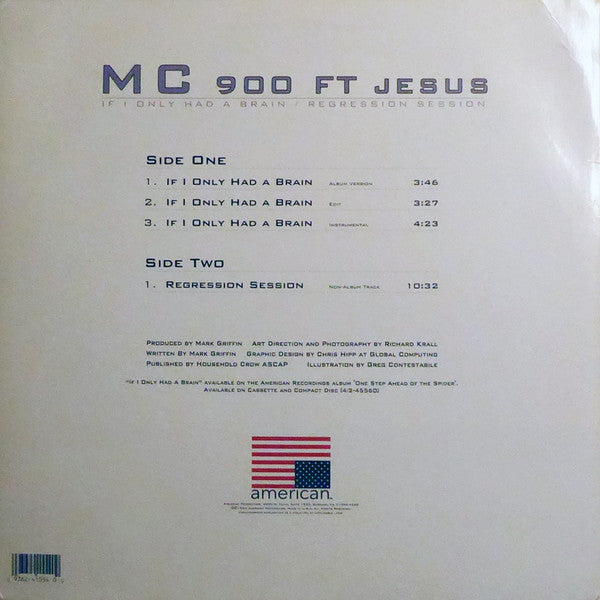 MC 900 FT JESUS
IF I ONLY HAD A BRAIN / REGRESSION SESSION
SIDE ONE
1. IF I ONLY HAD A BRAIN ALBUM VERSION 3:46
2. IF I ONLY HAD A BRAIN EDIT 3:27
3. IF I ONLY HAD A BRAIN INSTRUMENTAL 4:23
SIDE TWO
1. REGRESSION SESSION NON-ALBUM TRACK 10:32
PRODUCED BY MARK GRIFFIN ART DIRECTION AND PHOTOGRAPHY BY RICHARD KRALL
WRITTEN BY MARK GRIFFIN GRAPHIC DESIGN BY CHRIS HIPP AT GLOBAL COMPUTING
PUBLISHED BY HOUSEHOLD CROW ASCAP ILLUSTRATION BY GREG CONTESTABILE
"IF I ONLY HAD A BRAIN" AVAILABLE ON THE AMERICAN RECORDINGS ALBUM 'ONE STEP AHEAD OF THE SPIDER'.
AVAILABLE ON CASSETTE AND COMPACT DISC (4/2-45560)
american